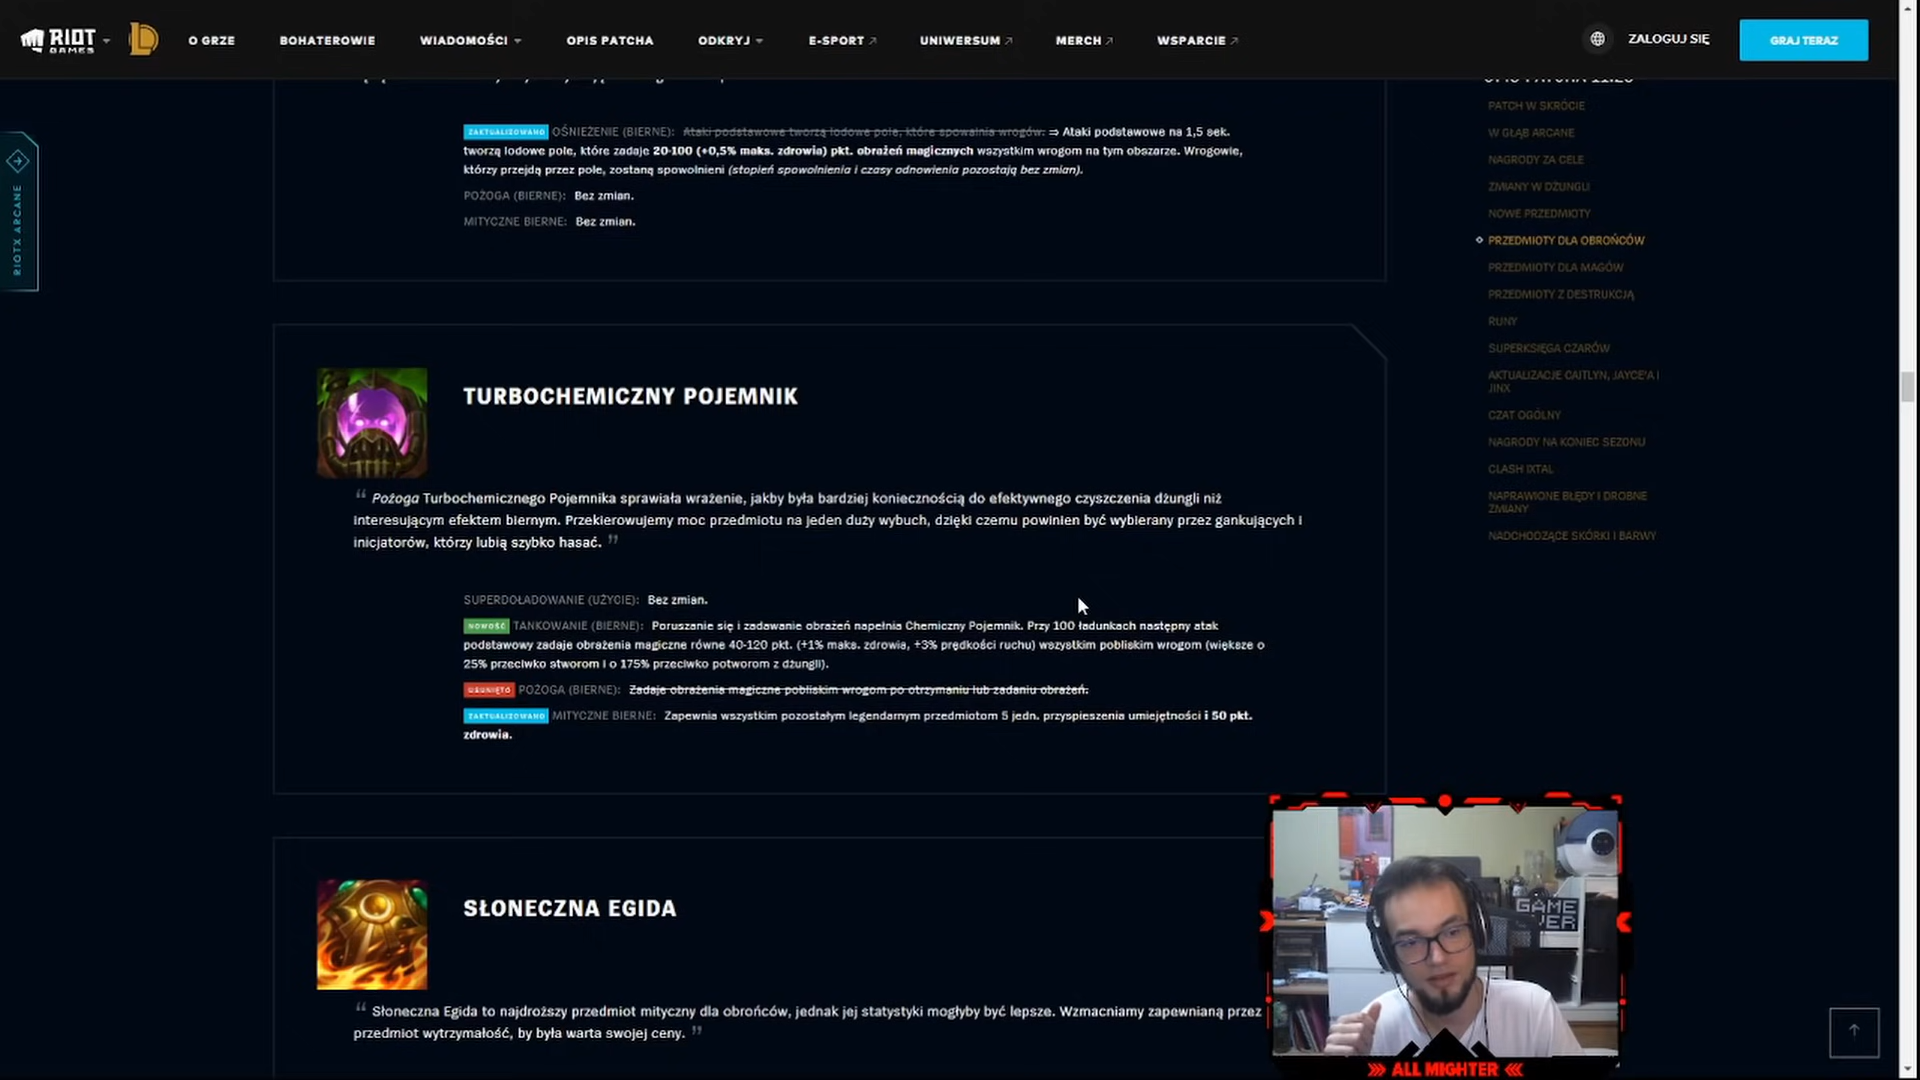 RIOT GAMES
O GRZE
BOHATEROWIE
WIADOMOŚCI
OPIS PATCHA
ODKRYJ
E-SPORT
UNIWERSUM
MERCH
WSPARCIE
ZALOGUJ SIĘ
GRAJ TERAZ
RIOTX ARCANE
ZAKTUALIZOWANO OŚNIEŻENIE (BIERNE): Ataki podstawowe tworzą lodowe pole, które spowalnia wrogów. ⇒ Ataki podstawowe na 1,5 sek.
tworzą lodowe pole, które zadaje 20-100 (+0,5% maks. zdrowia) pkt. obrażeń magicznych wszystkim wrogom na tym obszarze. Wrogowie,
którzy przejdą przez pole, zostaną spowolnieni (stopień spowolnienia i czasy odnowienia pozostają bez zmian).
POŻOGA (BIERNE): Bez zmian.
MITYCZNE BIERNE: Bez zmian.
TURBOCHEMICZNY POJEMNIK
“ Pożoga Turbochemicznego Pojemnika sprawiała wrażenie, jakby była bardziej koniecznością do efektywnego czyszczenia dżungli niż
interesującym efektem biernym. Przekierowujemy moc przedmiotu na jeden duży wybuch, dzięki czemu powinien być wybierany przez gankujących i
inicjatorów, którzy lubią szybko hasać. ”
SUPERDOŁADOWANIE (UŻYCIE): Bez zmian.
NOWOŚĆ TANKOWANIE (BIERNE): Poruszanie się i zadawanie obrażeń napełnia Chemiczny Pojemnik. Przy 100 ładunkach następny atak
podstawowy zadaje obrażenia magiczne równe 40-120 pkt. (+1% maks. zdrowia, +3% prędkości ruchu) wszystkim pobliskim wrogom (większe o
25% przeciwko stworom i o 175% przeciwko potworom z dżungli).
USUNIĘTO POŻOGA (BIERNE): Zadaje obrażenia magiczne pobliskim wrogom po otrzymaniu lub zadaniu obrażeń.
ZAKTUALIZOWANO MITYCZNE BIERNE: Zapewnia wszystkim pozostałym legendarnym przedmiotom 5 jedn. przyspieszenia umiejętności i 50 pkt.
zdrowia.
SŁONECZNA EGIDA
“ Słoneczna Egida to najdroższy przedmiot mityczny dla obrońców, jednak jej statystyki mogłyby być lepsze. Wzmacniamy zapewnianą przez
przedmiot wytrzymałość, by była warta swojej ceny. ”
OPIS PATCHA
PATCH W SKRÓCIE
W GŁĄB ARCANE
NAGRODY ZA CELE
ZMIANY W DŻUNGLI
NOWE PRZEDMIOTY
PRZEDMIOTY DLA OBROŃCÓW
PRZEDMIOTY DLA MAGÓW
PRZEDMIOTY Z DESTRUKCJĄ
RUNY
SUPERKSIĘGA CZARÓW
AKTUALIZACJE CAITLYN, JAYCE'A I
JINX
CZAT OGÓLNY
NAGRODY NA KONIEC SEZONU
CLASH IXTAL
NAPRAWIONE BŁĘDY I DROBNE
ZMIANY
NADCHODZĄCE SKÓRKI I BARWY
GAME
ALL MIGHTER